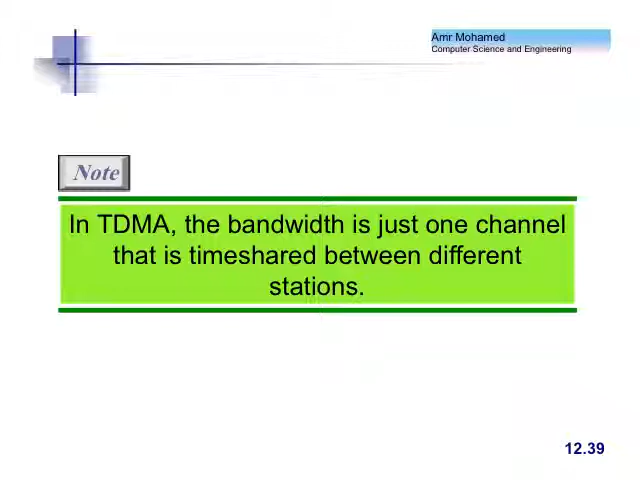 Amr Mohamed
Computer Science and Engineering
Note
In TDMA, the bandwidth is just one channel
that is timeshared between different
stations.
12.39